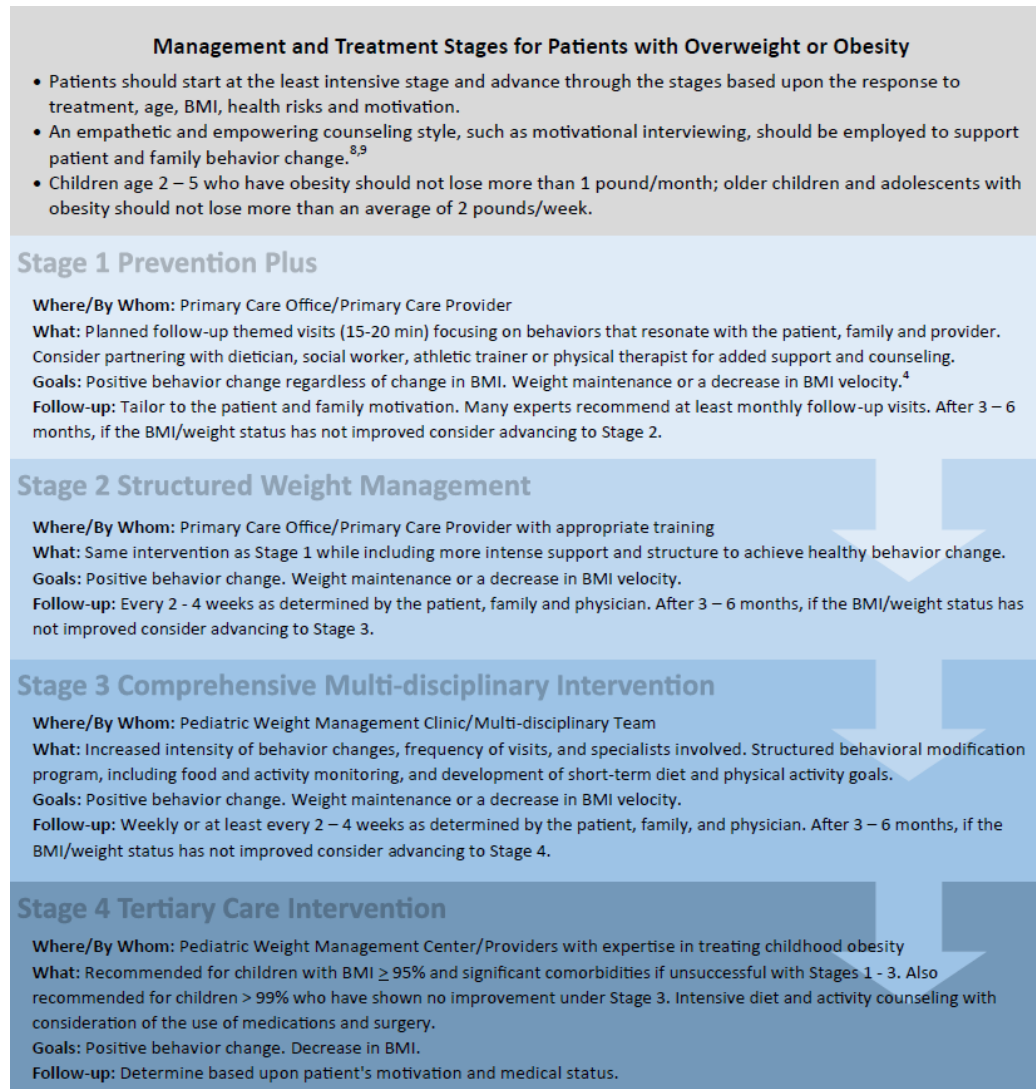 Management and Treatment Stages for Patients with Overweight or Obesity
• Patients should start at the least intensive stage and advance through the stages based upon the response to
treatment, age, BMI, health risks and motivation.
• An empathetic and empowering counseling style, such as motivational interviewing, should be employed to support
patient and family behavior change.8,9
• Children age 2 – 5 who have obesity should not lose more than 1 pound/month; older children and adolescents with
obesity should not lose more than an average of 2 pounds/week.
Stage 1 Prevention Plus
Where/By Whom: Primary Care Office/Primary Care Provider
What: Planned follow-up themed visits (15-20 min) focusing on behaviors that resonate with the patient, family and provider.
Consider partnering with dietician, social worker, athletic trainer or physical therapist for added support and counseling.
Goals: Positive behavior change regardless of change in BMI. Weight maintenance or a decrease in BMI velocity.4
Follow-up: Tailor to the patient and family motivation. Many experts recommend at least monthly follow-up visits. After 3 – 6
months, if the BMI/weight status has not improved consider advancing to Stage 2.
Stage 2 Structured Weight Management
Where/By Whom: Primary Care Office/Primary Care Provider with appropriate training
What: Same intervention as Stage 1 while including more intense support and structure to achieve healthy behavior change.
Goals: Positive behavior change. Weight maintenance or a decrease in BMI velocity.
Follow-up: Every 2 - 4 weeks as determined by the patient, family and physician. After 3 – 6 months, if the BMI/weight status has
not improved consider advancing to Stage 3.
Stage 3 Comprehensive Multi-disciplinary Intervention
Where/By Whom: Pediatric Weight Management Clinic/Multi-disciplinary Team
What: Increased intensity of behavior changes, frequency of visits, and specialists involved. Structured behavioral modification
program, including food and activity monitoring, and development of short-term diet and physical activity goals.
Goals: Positive behavior change. Weight maintenance or a decrease in BMI velocity.
Follow-up: Weekly or at least every 2 – 4 weeks as determined by the patient, family, and physician. After 3 – 6 months, if the
BMI/weight status has not improved consider advancing to Stage 4.
Stage 4 Tertiary Care Intervention
Where/By Whom: Pediatric Weight Management Center/Providers with expertise in treating childhood obesity
What: Recommended for children with BMI ≥ 95% and significant comorbidities if unsuccessful with Stages 1 - 3. Also
recommended for children > 99% who have shown no improvement under Stage 3. Intensive diet and activity counseling with
consideration of the use of medications and surgery.
Goals: Positive behavior change. Decrease in BMI.
Follow-up: Determine based upon patient's motivation and medical status.